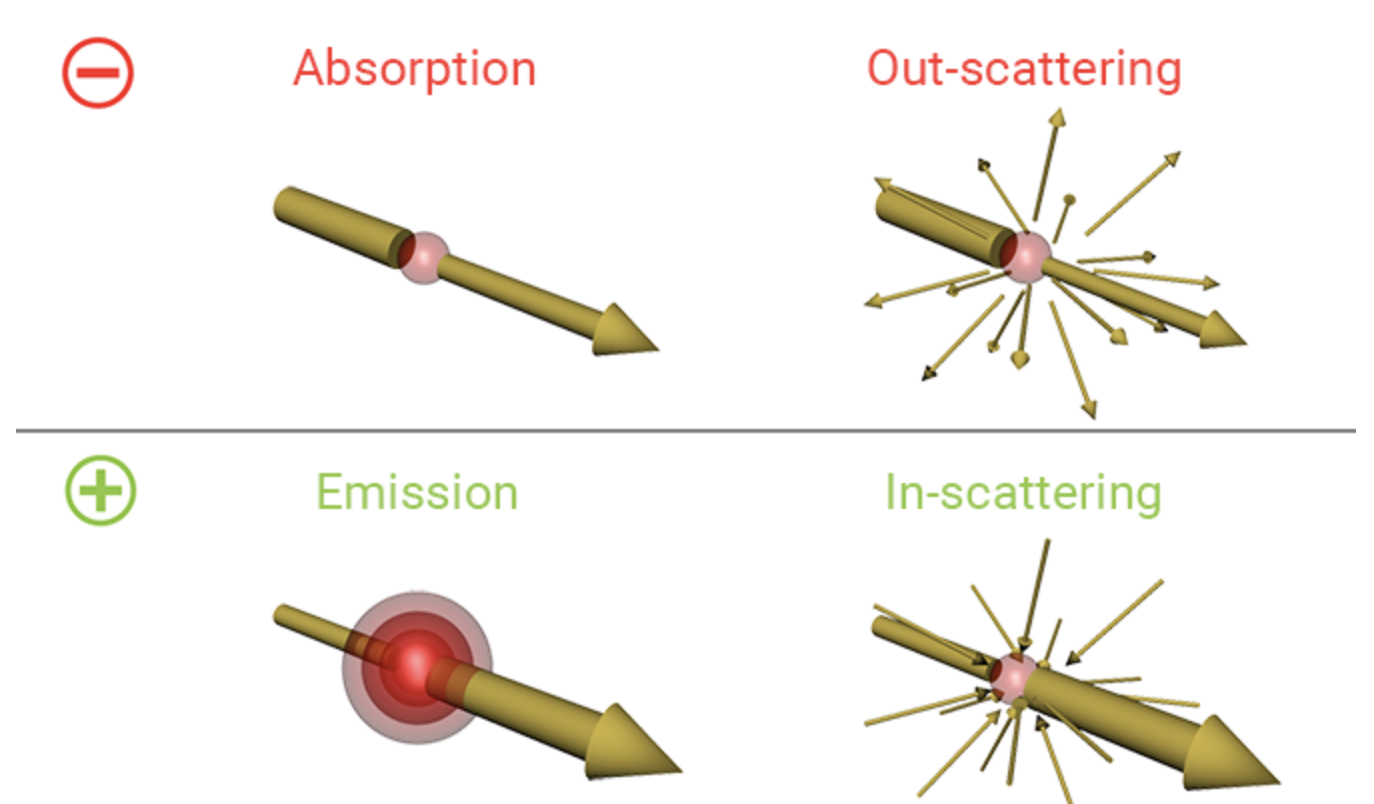 Absorption
Out-scattering
Emission
In-scattering